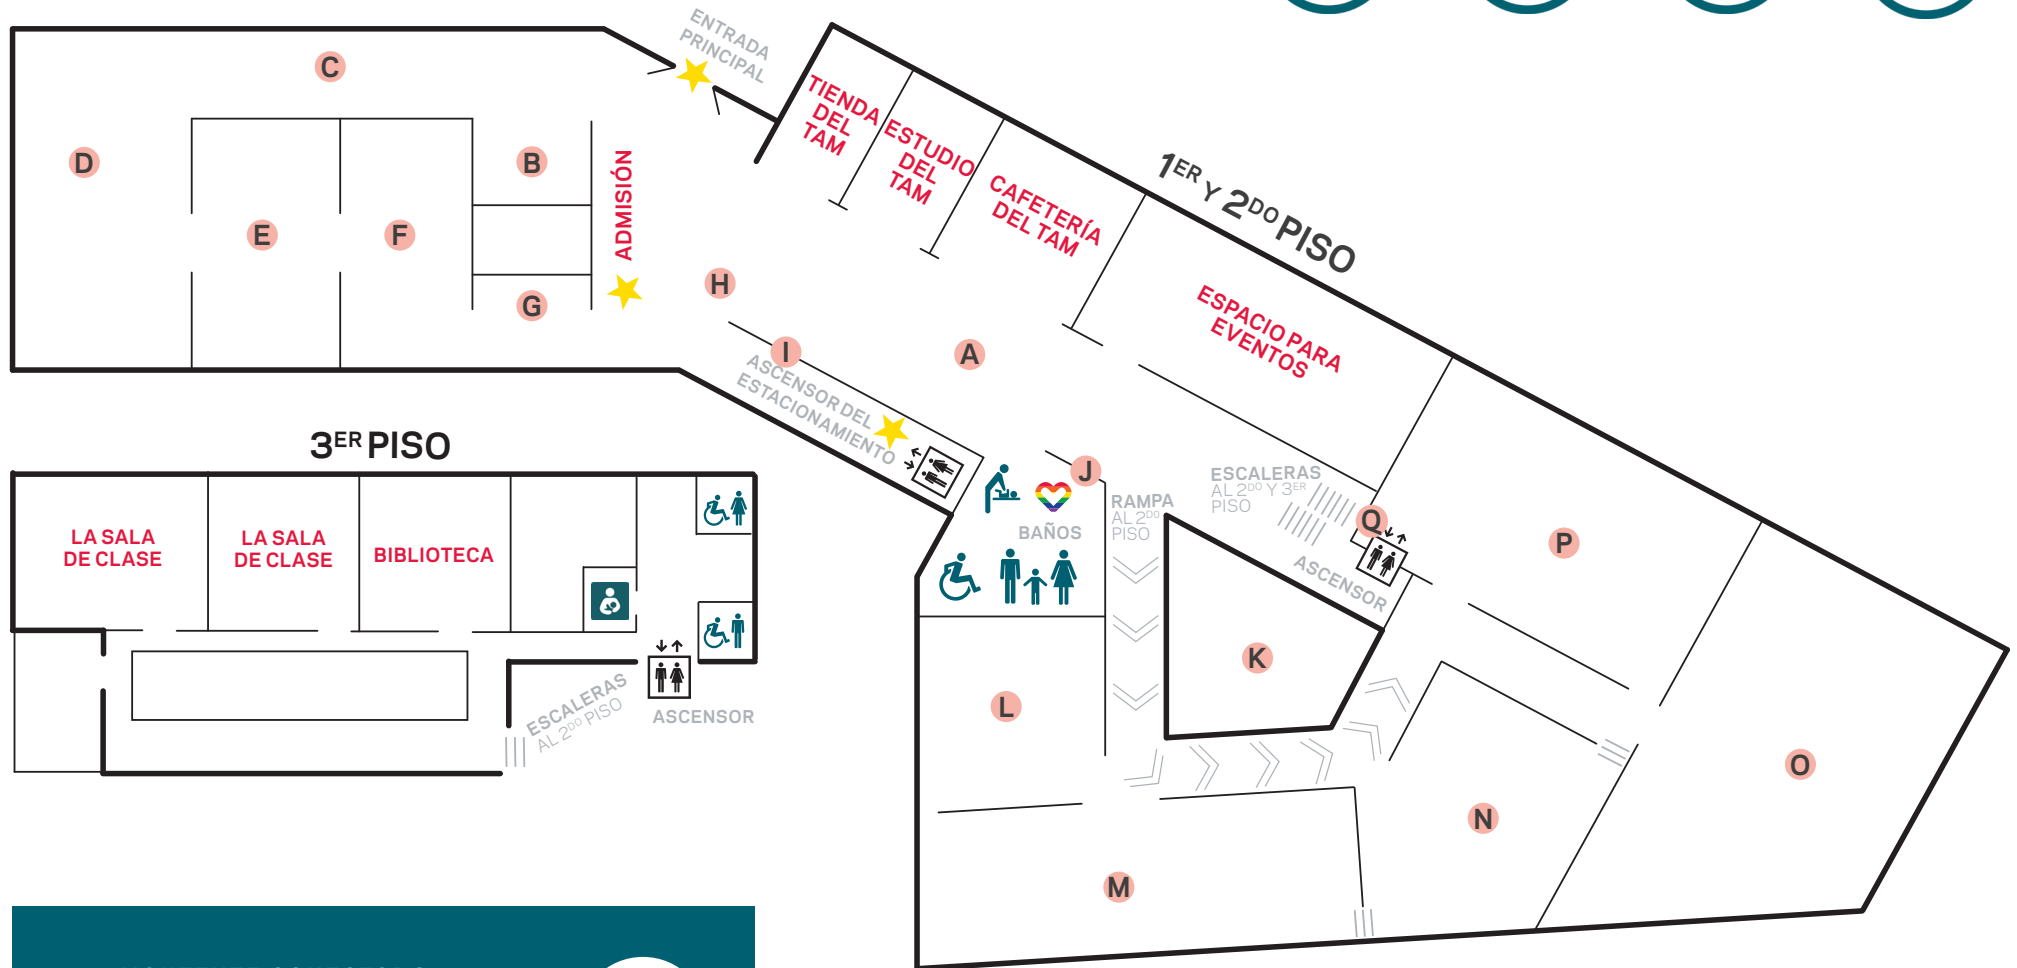 ENTRADA
PRINCIPAL
C
TIENDA
DEL
TAM
ESTUDIO
DEL
TAM
CAFETERÍA
DEL TAM
1ER Y 2DO PISO
D
B
ADMISIÓN
E
F
G
H
I
A
ESPACIO PARA
EVENTOS
ASCENSOR DEL
ESTACIONAMIENTO
J
BAÑOS
RAMPA
AL 2DO
PISO
ESCALERAS
AL 2DO Y 3ER
PISO
Q
ASCENSOR
P
K
L
O
N
M
3ER PISO
LA SALA
DE CLASE
LA SALA
DE CLASE
BIBLIOTECA
ESCALERAS
AL 2DO PISO
ASCENSOR